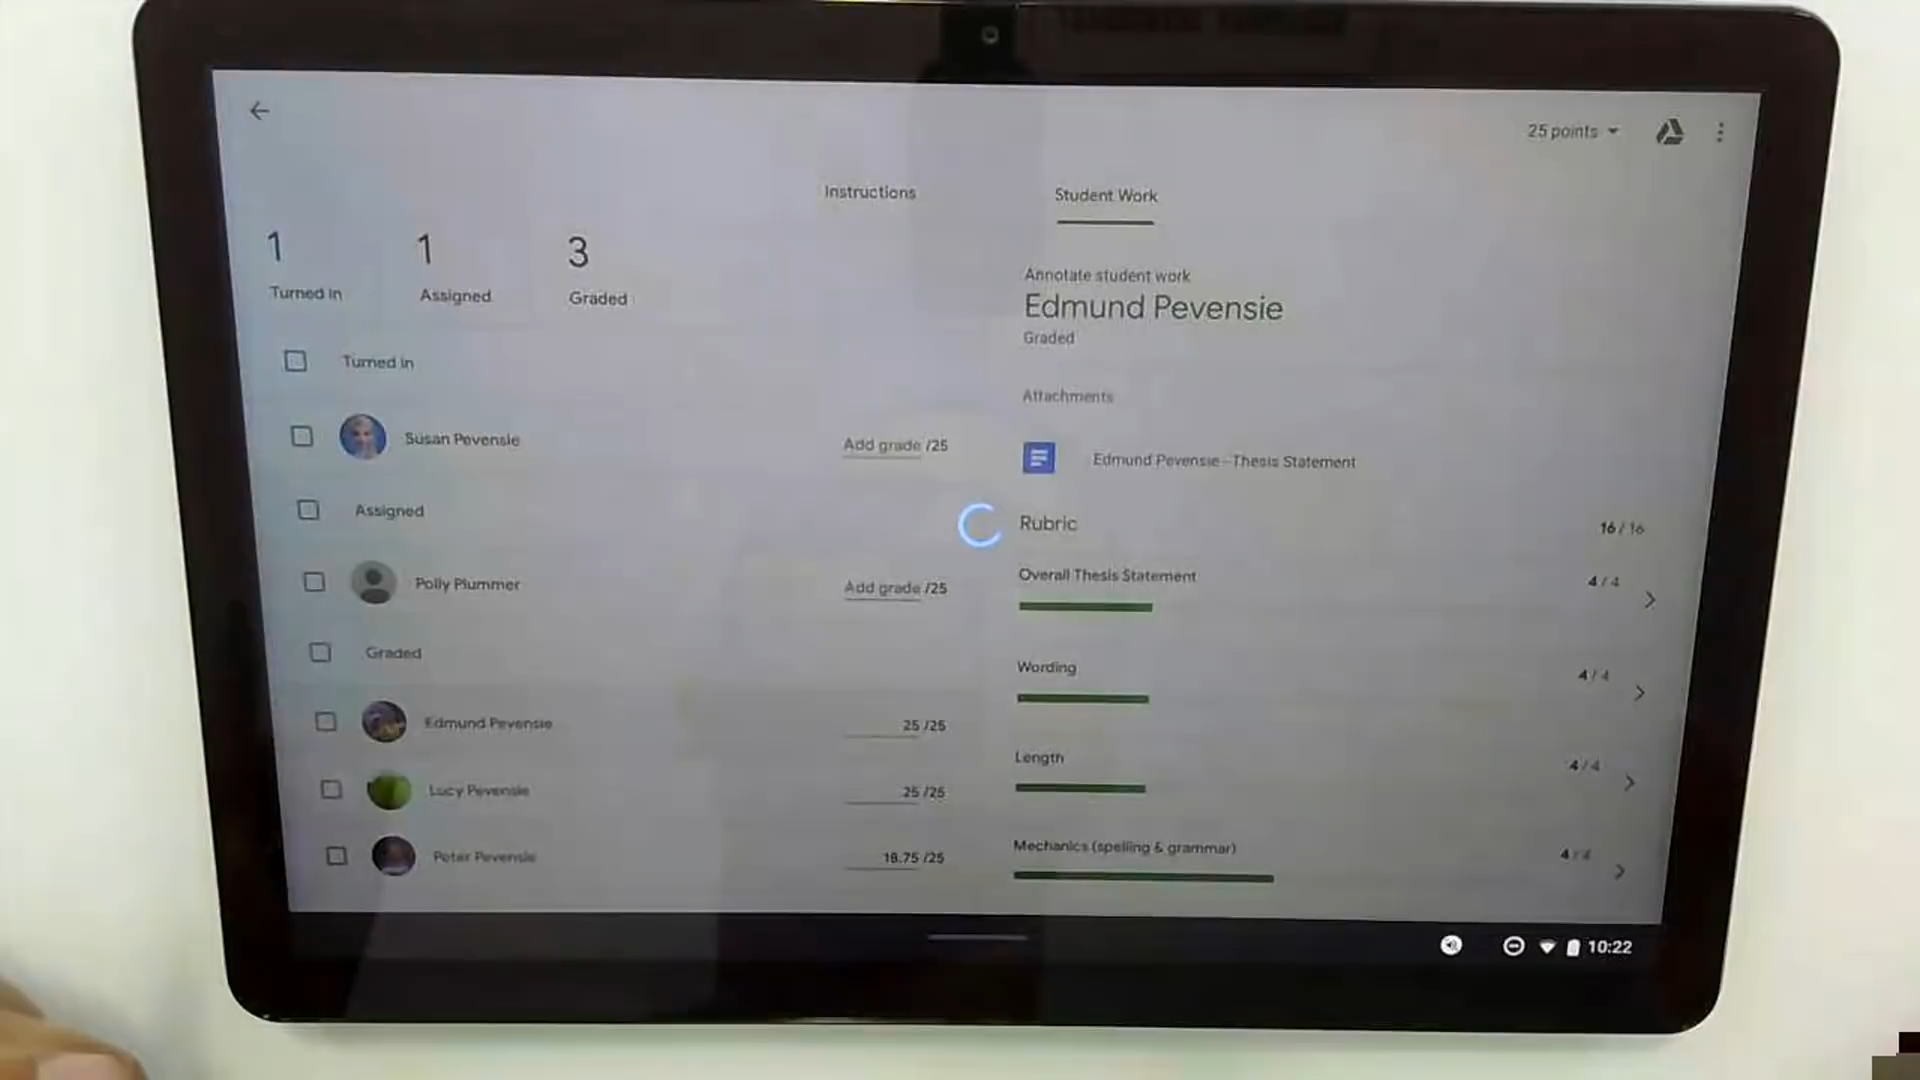 25 points
Instructions
Student Work
1
1
3
Turned in
Assigned
Graded
Annotate student work
Edmund Pevensie
Graded
Turned in
Attachments
Susan Pevensie
Add grade /25
Edmund Pevensie - Thesis Statement
Assigned
Rubric
16 / 16
Polly Plummer
Add grade /25
Overall Thesis Statement
4 / 4
Graded
Wording
4 / 4
Edmund Pevensie
25 /25
Length
4 / 4
Lucy Pevensie
25 /25
Mechanics (spelling & grammar)
4 / 4
Peter Pevensie
18.75 /25
10:22